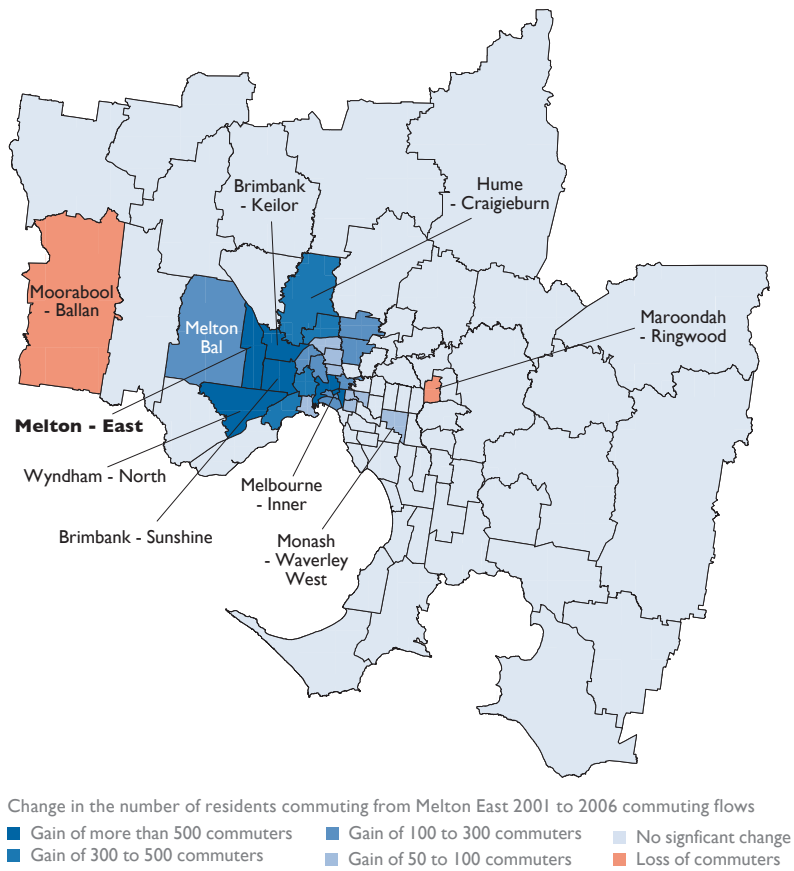 Brimbank
- Keilor
Hume
- Craigieburn
Moorabool
- Ballan
Melton
Bal
Maroondah
- Ringwood
Melton - East
Wyndham - North
Melbourne
- Inner
Brimbank - Sunshine
Monash
- Waverley
West
Change in the number of residents commuting from Melton East 2001 to 2006 commuting flows
Gain of more than 500 commuters
Gain of 300 to 500 commuters
Gain of 100 to 300 commuters
Gain of 50 to 100 commuters
No signficant change
Loss of commuters